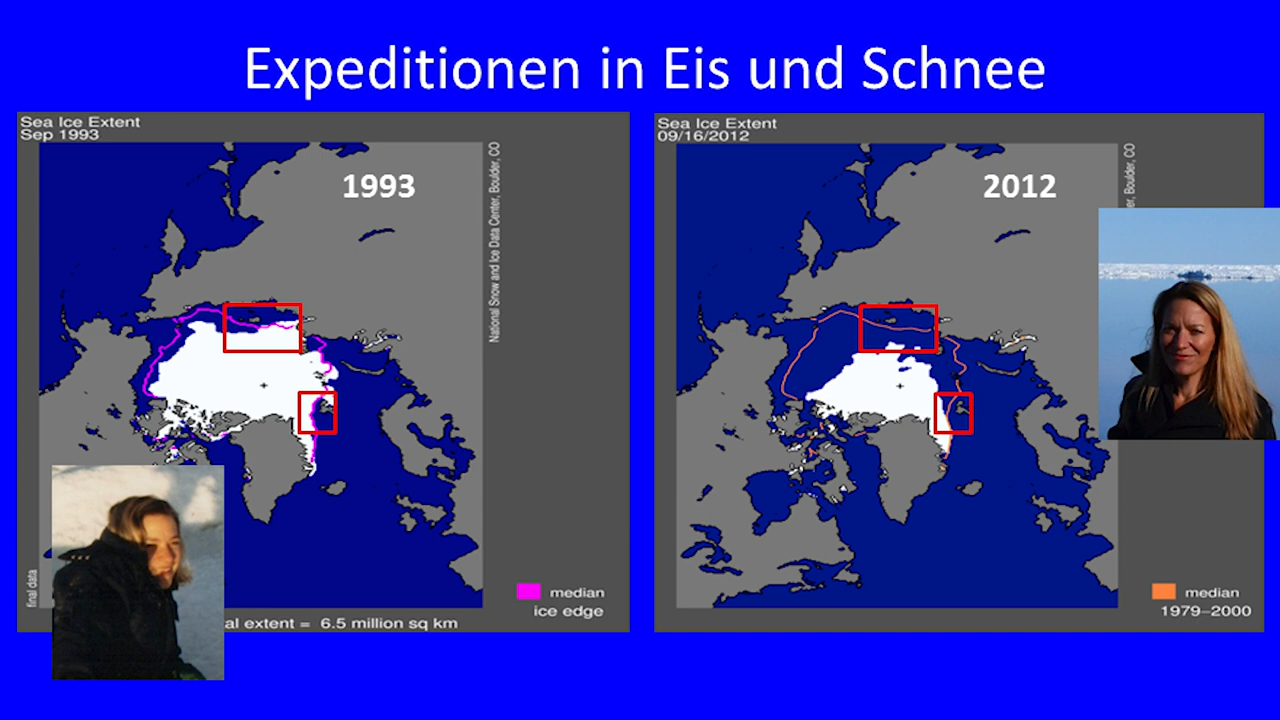 Expeditionen in Eis und Schnee
Sea Ice Extent
Sep 1993
1993
National Snow and Ice Data Center, Boulder, CO
final data
median
ice edge
al extent = 6.5 million sq km
Sea Ice Extent
09/16/2012
2012
er, Boulder, CO
median
1979–2000